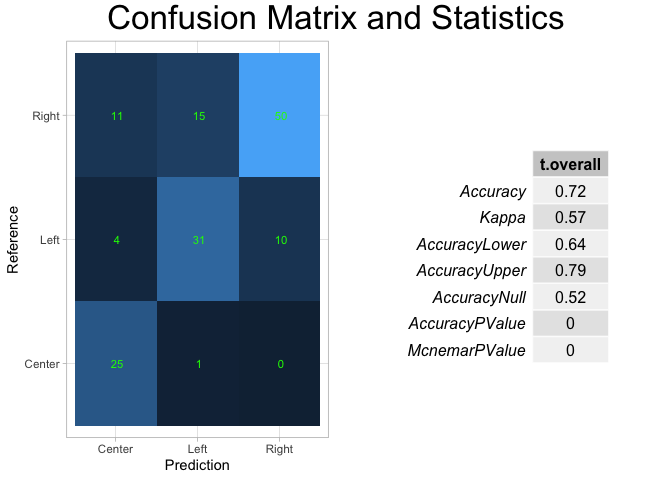 Confusion Matrix and Statistics
Right 11 15 50
Left 4 31 10
Center 25 1 0
Reference
Center Left Right
Prediction
t.overall
Accuracy 0.72
Kappa 0.57
AccuracyLower 0.64
AccuracyUpper 0.79
AccuracyNull 0.52
AccuracyPValue 0
McnemarPValue 0